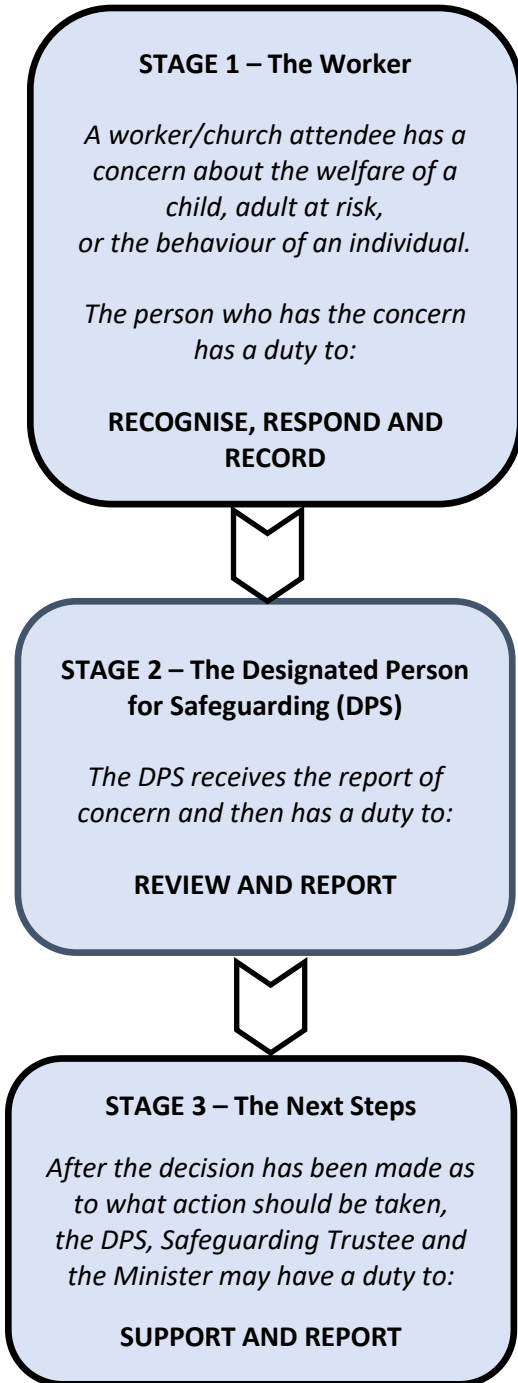 STAGE 1 – The Worker
A worker/church attendee has a
concern about the welfare of a
child, adult at risk,
or the behaviour of an individual.
The person who has the concern
has a duty to:
RECOGNISE, RESPOND AND
RECORD
STAGE 2 – The Designated Person
for Safeguarding (DPS)
The DPS receives the report of
concern and then has a duty to:
REVIEW AND REPORT
STAGE 3 – The Next Steps
After the decision has been made as
to what action should be taken,
the DPS, Safeguarding Trustee and
the Minister may have a duty to:
SUPPORT AND REPORT